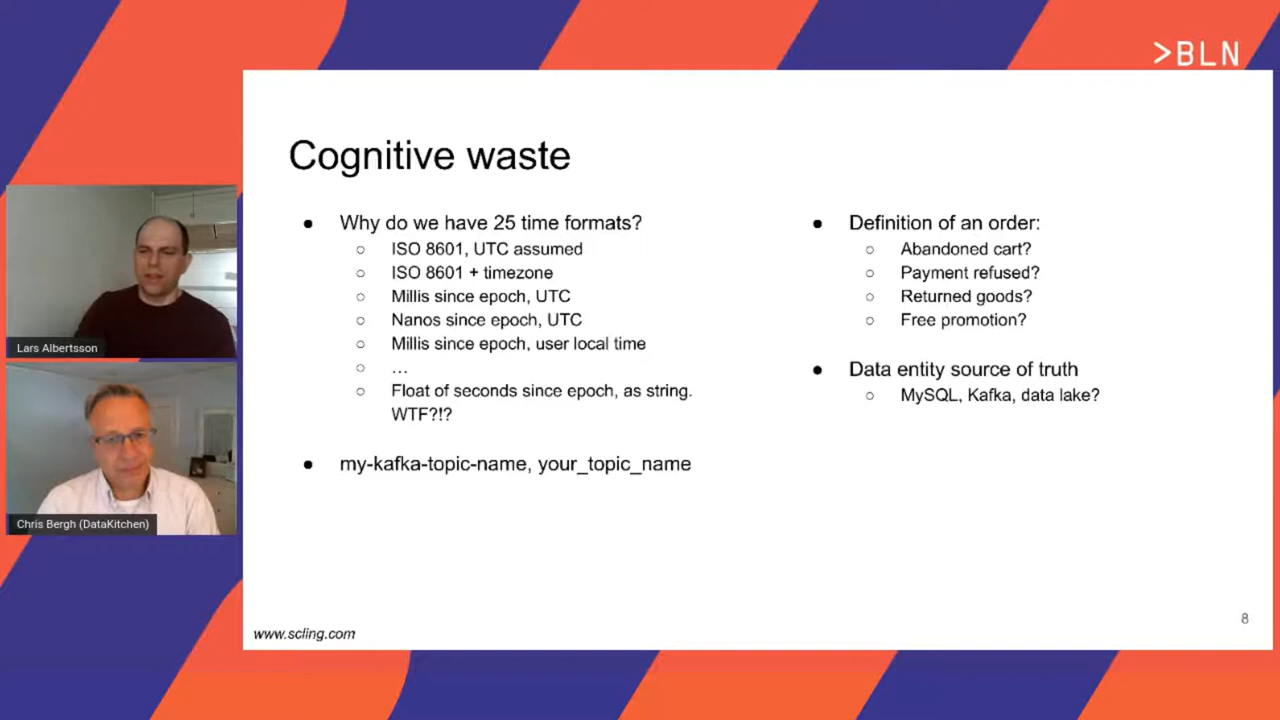 >BLN
Cognitive waste
● Why do we have 25 time formats?
○ ISO 8601, UTC assumed
○ ISO 8601 + timezone
○ Millis since epoch, UTC
○ Nanos since epoch, UTC
○ Millis since epoch, user local time
○ ...
○ Float of seconds since epoch, as string.
WTF?!?
● my-kafka-topic-name, your_topic_name
● Definition of an order:
○ Abandoned cart?
○ Payment refused?
○ Returned goods?
○ Free promotion?
● Data entity source of truth
○ MySQL, Kafka, data lake?
Lars Albertsson
Chris Bergh (DataKitchen)
www.scling.com
8